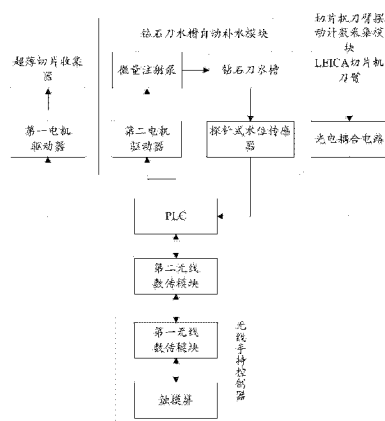 钻石刀水槽自动补水模块
超薄切片收集
器
微量注射泵
钻石刀水槽
切片机刀臂摆
动计数采集模
块
LEICA切片机
刀臂
第一电机
驱动器
第二电机
驱动器
探针式水位传感
器
光电耦合电路
PLC
第二无线
数传模块
第一无线
数传模块
无线手持控制器
触摸屏